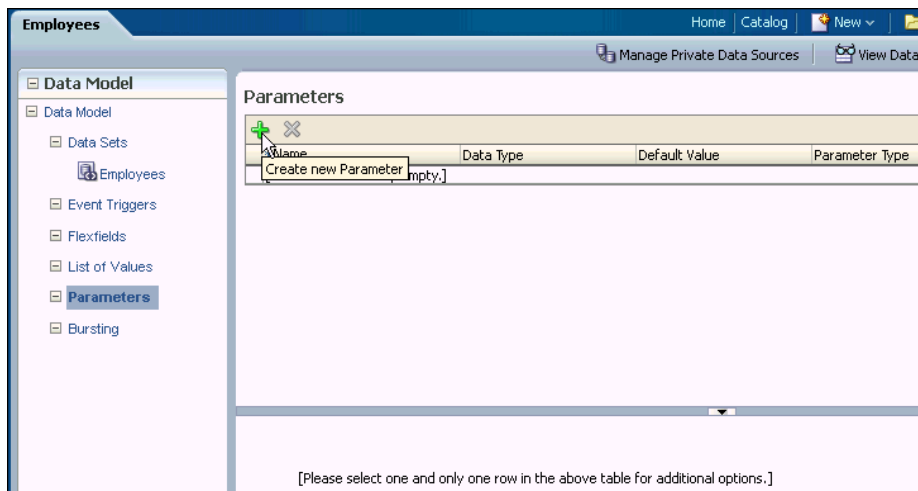 Employees
Home Catalog New
Manage Private Data Sources View Data
Data Model
Data Model
Data Sets
Employees
Event Triggers
Flexfields
List of Values
Parameters
Bursting
Parameters
Name Data Type Default Value Parameter Type
Create new Parameter
empty.]
[Please select one and only one row in the above table for additional options.]